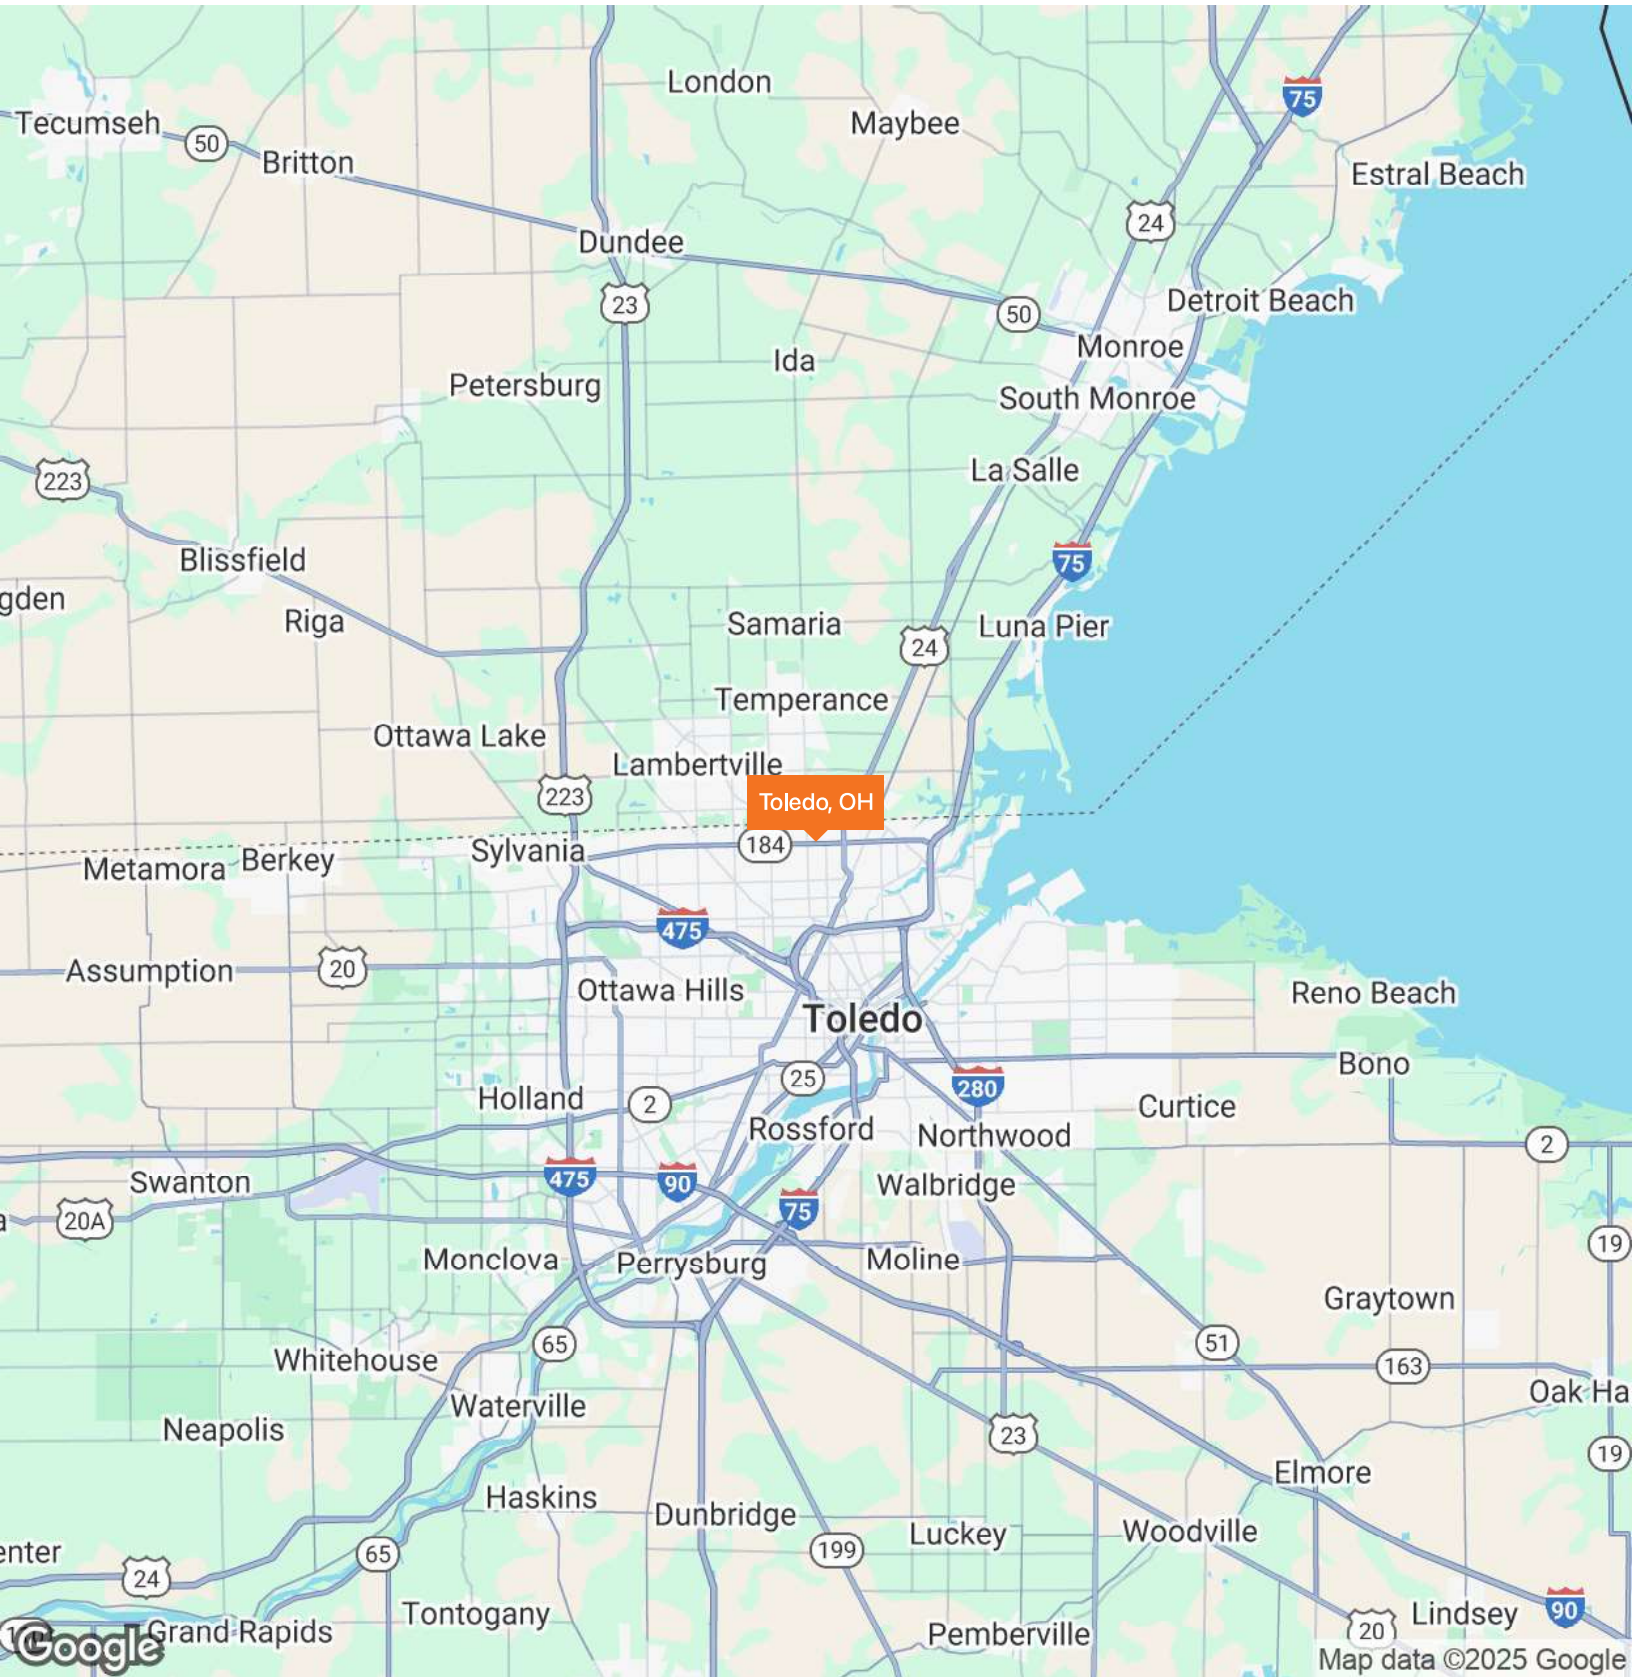 London
75
Tecumseh
Maybee
50
Britton
Estral Beach
24
Dundee
23
Detroit Beach
50
Monroe
Ida
Petersburg
South Monroe
La Salle
223
Blissfield
75
gden
Riga
Samaria
Luna Pier
24
Temperance
Ottawa Lake
Lambertville
223
Toledo, OH
184
Sylvania
Metamora
Berkey
475
Assumption
20
Ottawa Hills
Reno Beach
Toledo
Bono
25
280
Holland
2
Curtice
Rossford
Northwood
2
475
90
Swanton
Walbridge
75
a
20A
19
Monclova
Perrysburg
Moline
Graytown
65
51
Whitehouse
163
Oak Ha
Waterville
Neapolis
23
19
Elmore
Haskins
Dunbridge
Luckey
Woodville
enter
65
199
24
Tontogany
Lindsey
90
Grand Rapids
20
Pemberville
Google
Map data ©2025 Google